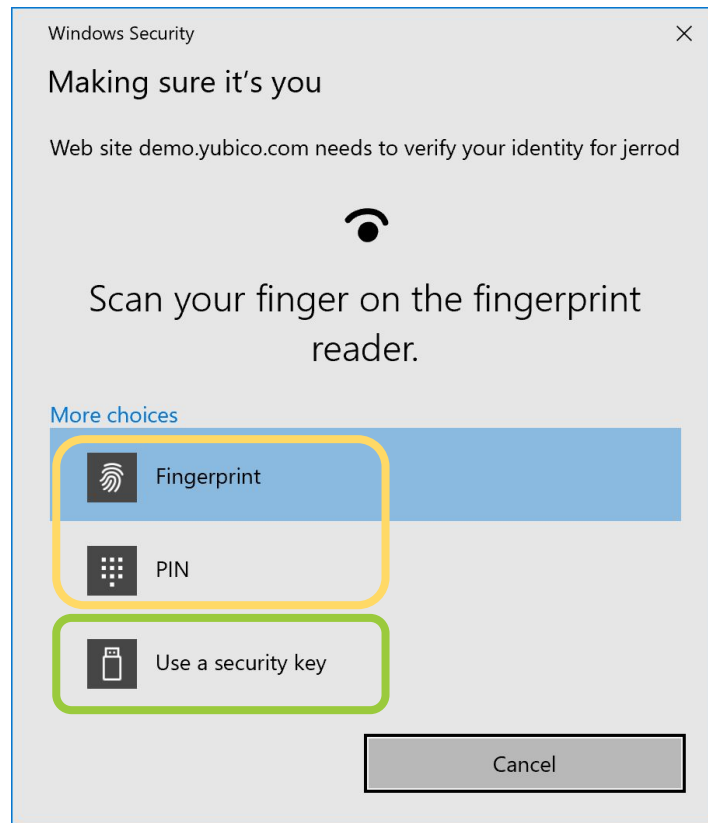 Windows Security
Making sure it's you
Web site demo.yubico.com needs to verify your identity for jerrod
Scan your finger on the fingerprint
reader.
More choices
Fingerprint
PIN
Use a security key
Cancel